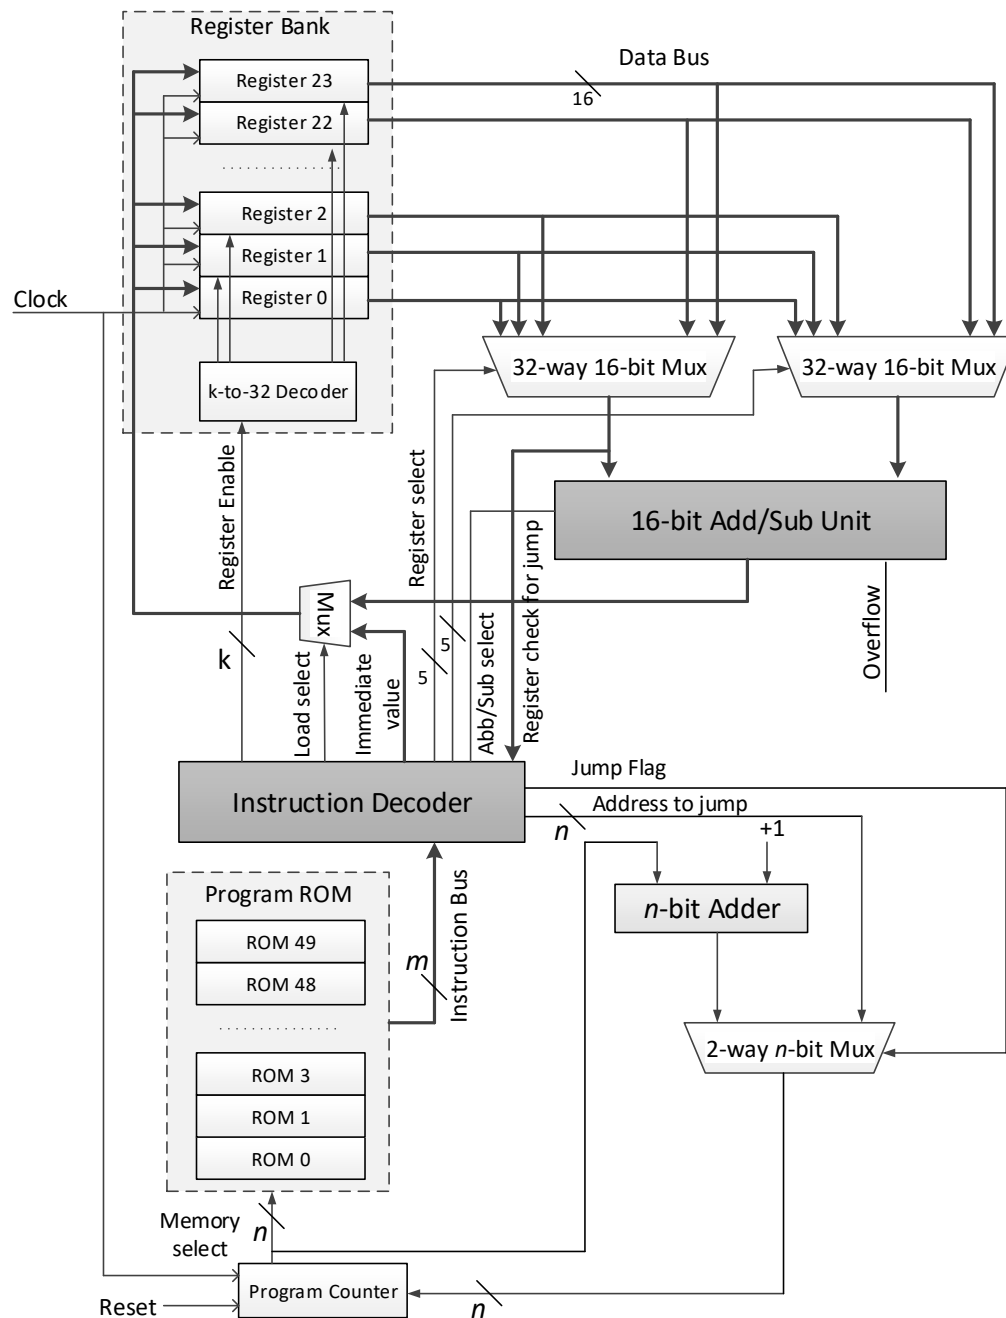 Register Bank
Register 23
Register 22
Register 2
Register 1
Register 0
k-to-32 Decoder
Data Bus
16
Clock
32-way 16-bit Mux
32-way 16-bit Mux
Register Enable
k
Register select
5
5
Abb/Sub select
Register check for jump
16-bit Add/Sub Unit
Overflow
Mux
Load select
Immediate
value
Instruction Decoder
Jump Flag
Address to jump
n
+1
n-bit Adder
Program ROM
ROM 49
ROM 48
ROM 3
ROM 1
ROM 0
m
Instruction Bus
2-way n-bit Mux
Memory
select
n
Program Counter
n
Reset